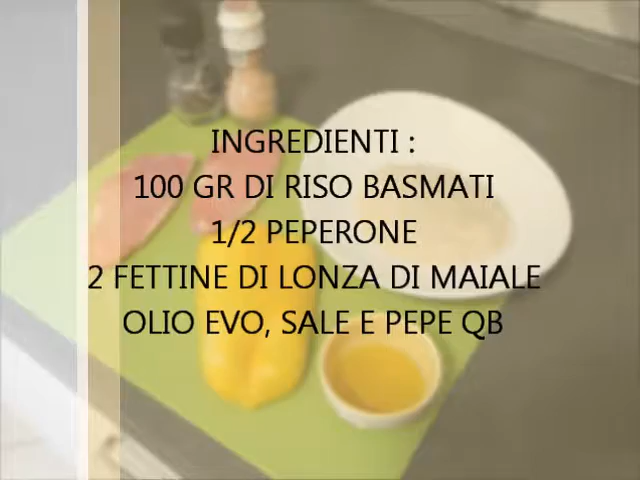 INGREDIENTI :
100 GR DI RISO BASMATI
1/2 PEPERONE
2 FETTINE DI LONZA DI MAIALE
OLIO EVO, SALE E PEPE QB